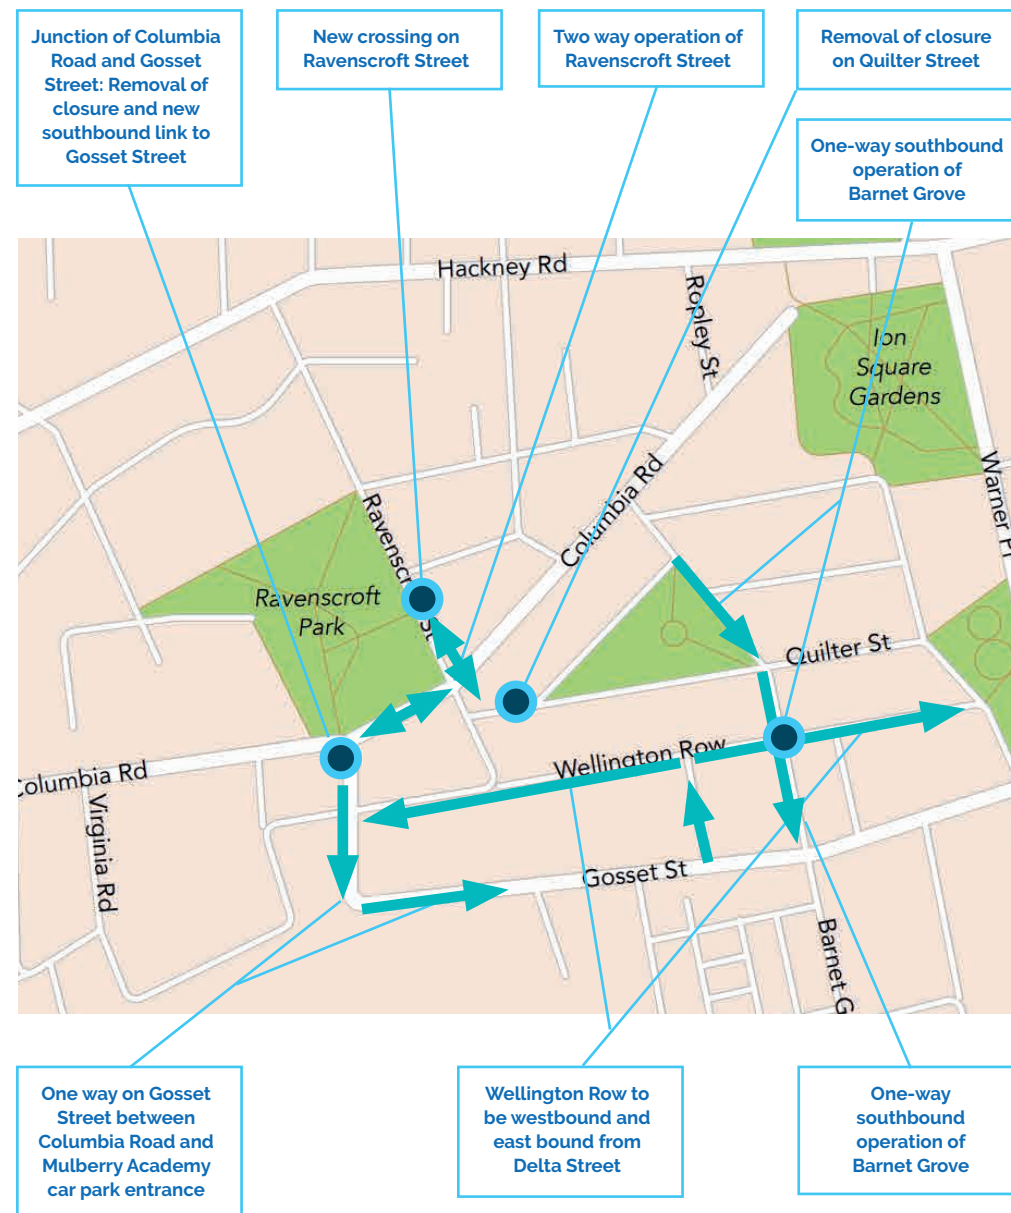 Junction of Columbia
Road and Gosset
Street: Removal of
closure and new
southbound link to
Gosset Street
New crossing on
Ravenscroft Street
Two way operation of
Ravenscroft Street
Removal of closure
on Quilter Street
One-way southbound
operation of
Barnet Grove
Hackney Rd
Ropley St
Ion
Square
Gardens
Columbia Rd
Warner Pl
Ravenscroft St
Ravenscroft
Park
Quilter St
Wellington Row
Columbia Rd
Virginia Rd
Gosset St
Barnet G
One way on Gosset
Street between
Columbia Road and
Mulberry Academy
car park entrance
Wellington Row to
be westbound and
east bound from
Delta Street
One-way
southbound
operation of
Barnet Grove